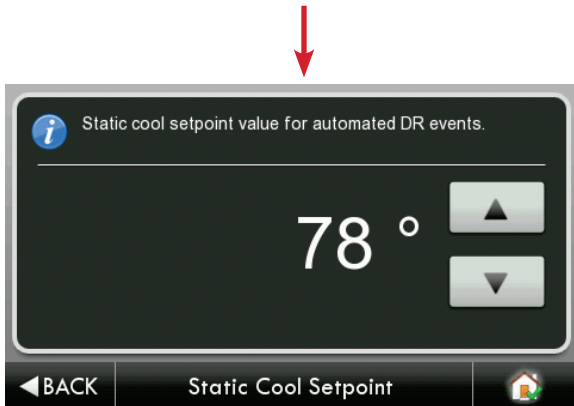 Static cool setpoint value for automated DR events.
78 °
BACK
Static Cool Setpoint